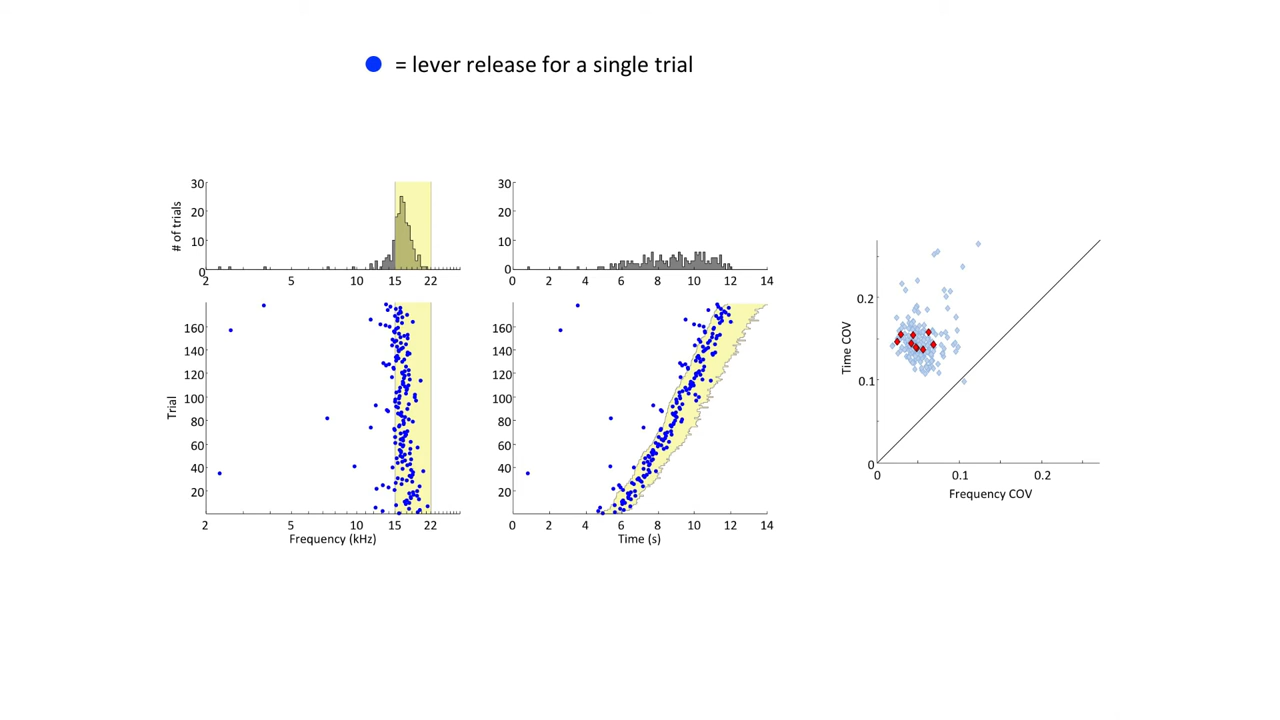 = lever release for a single trial
# of trials
30
20
10
0
2 5 10 15 22
30
20
10
0
0 2 4 6 8 10 12 14
Trial
160
140
120
100
80
60
40
20
2 5 10 15 22
Frequency (kHz)
160
140
120
100
80
60
40
20
0 2 4 6 8 10 12 14
Time (s)
Time COV
0.2
0.1
0
0 0.1 0.2
Frequency COV